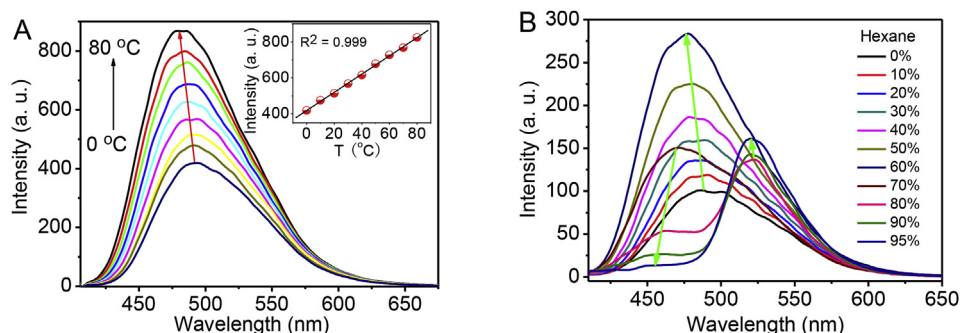 A
80 °C
0 °C
Intensity (a. u.)
800
600
400
200
0
450 500 550 600 650
Wavelength (nm)
R² = 0.999
Intensity (a. u.)
800
600
400
0 20 40 60 80
T (°C)
B
Intensity (a. u.)
300
250
200
150
100
50
0
450 500 550 600 650
Wavelength (nm)
Hexane
0%
10%
20%
30%
40%
50%
60%
70%
80%
90%
95%